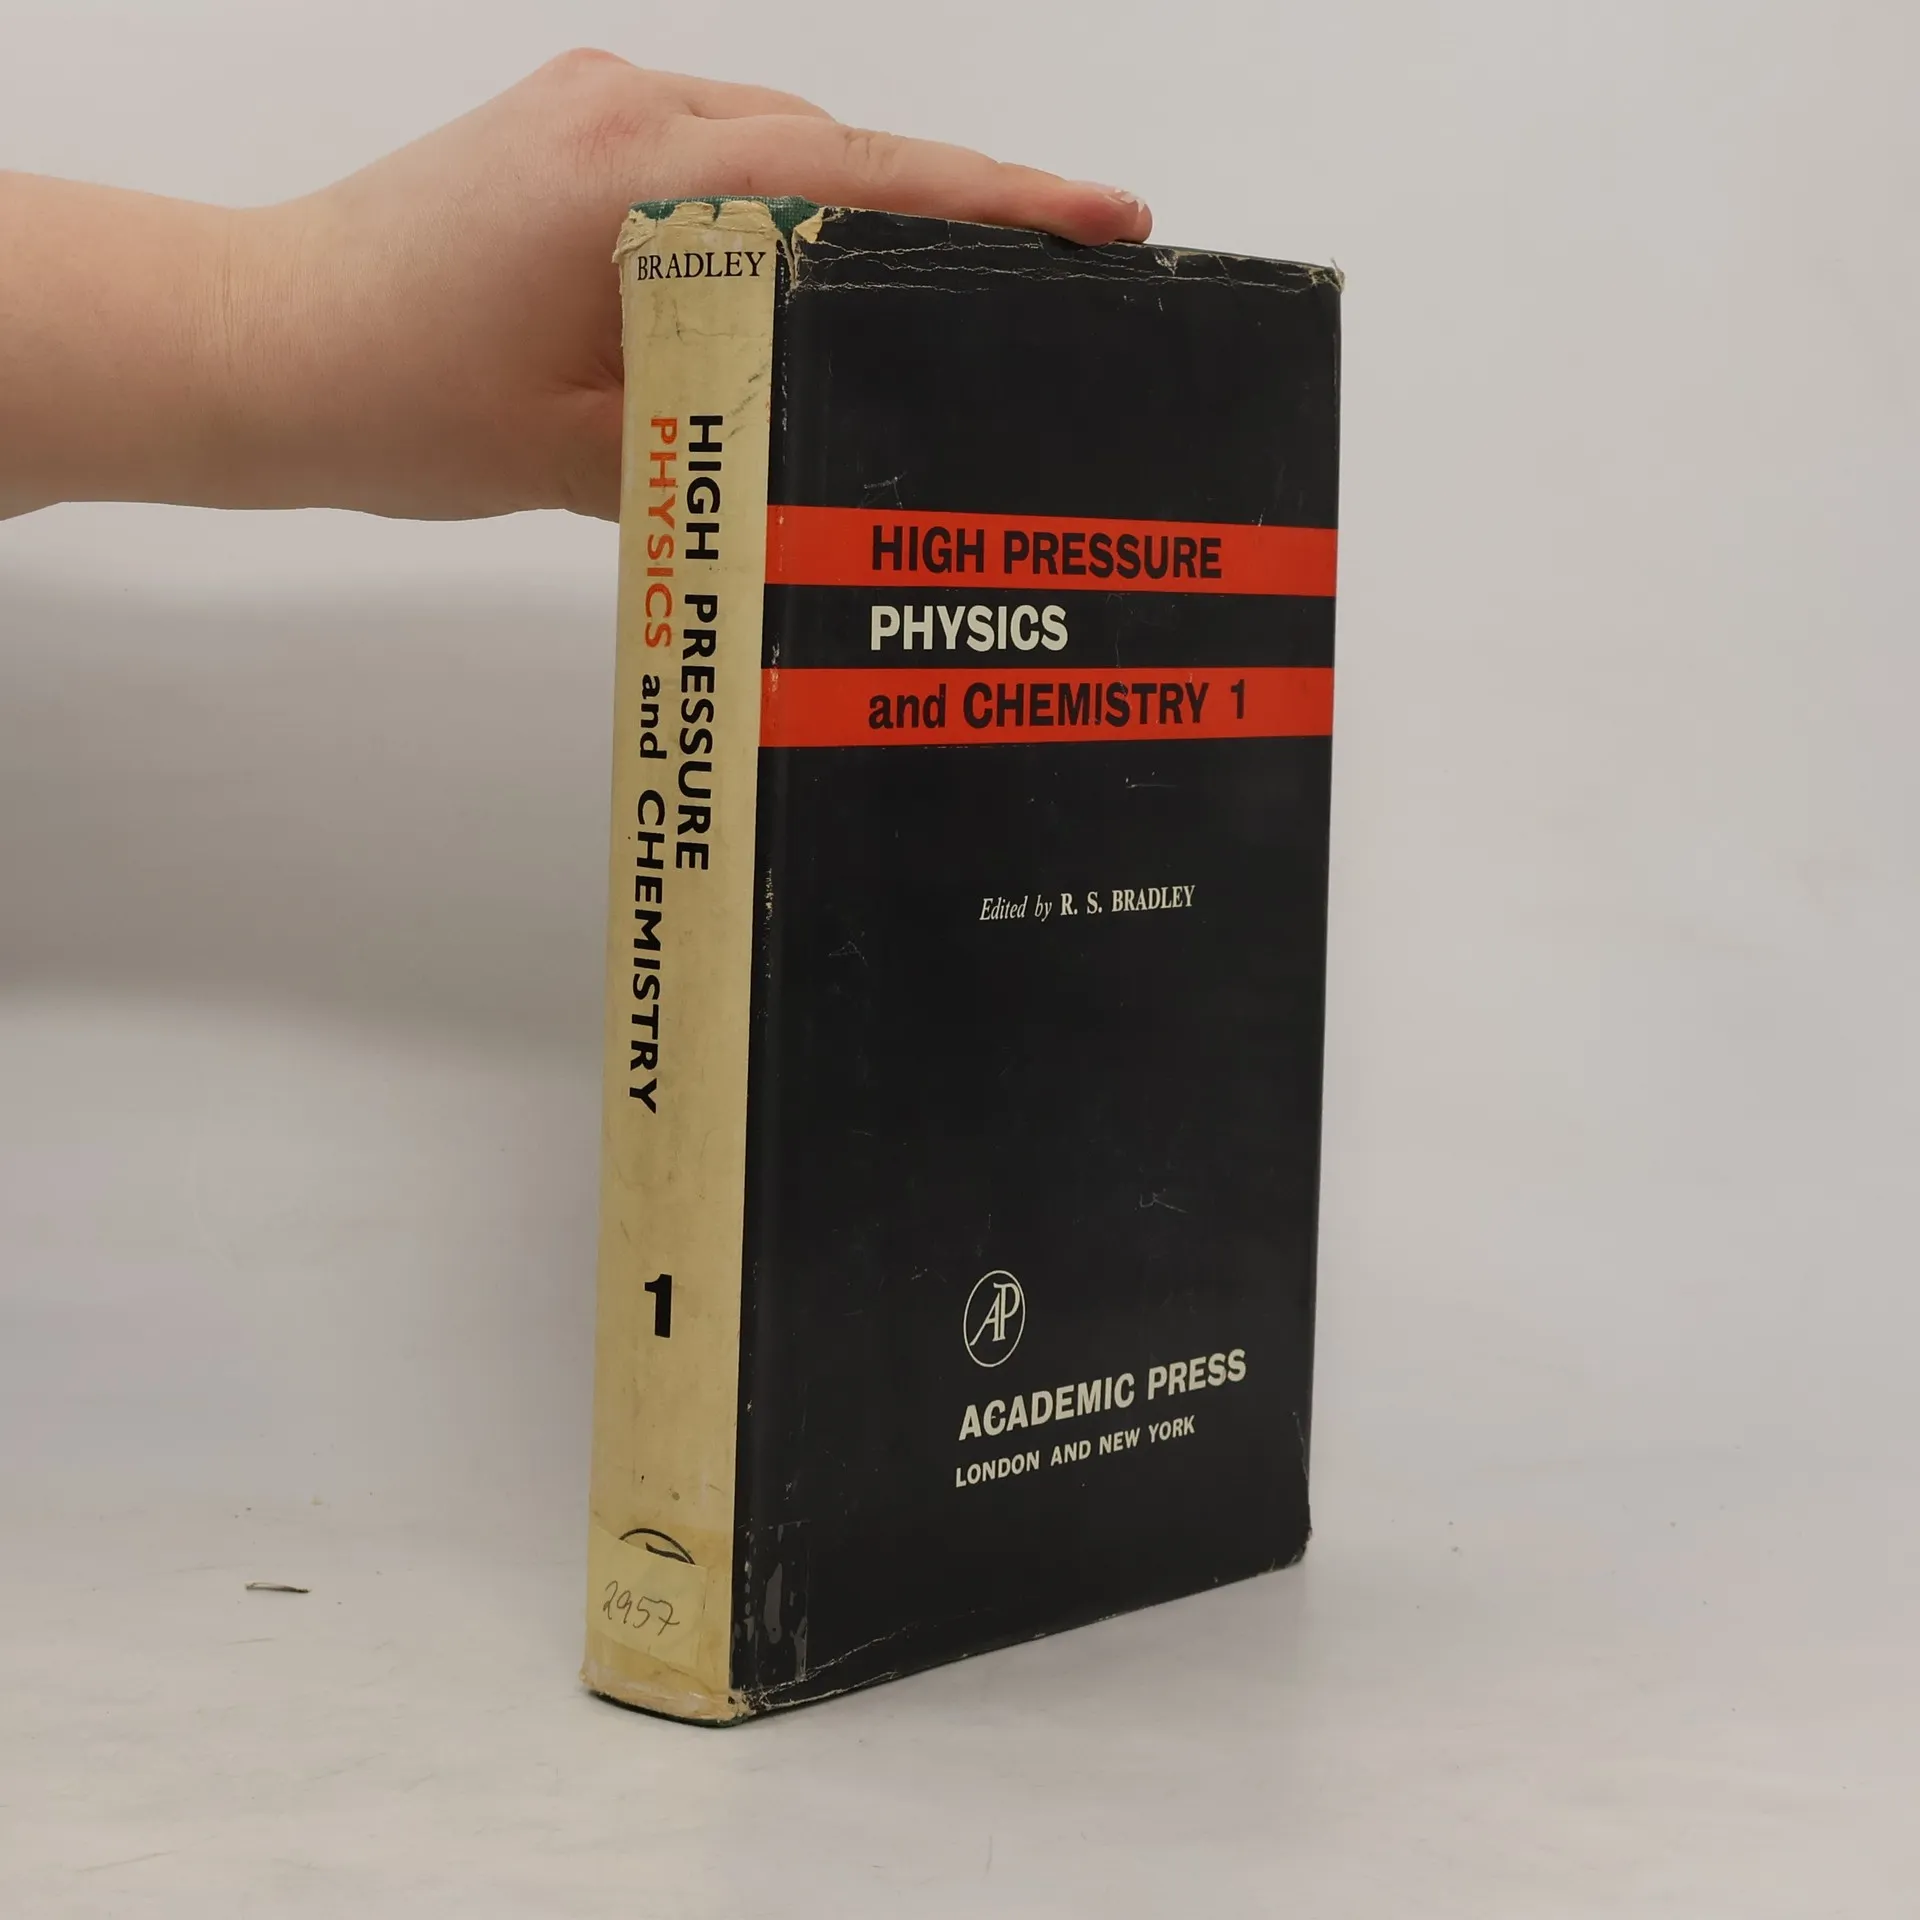 BRADLEY
HIGH PRESSURE
PHYSICS and CHEMISTRY
1
2957
HIGH PRESSURE
PHYSICS
and CHEMISTRY 1
Edited by R. S. BRADLEY
AP
ACADEMIC PRESS
LONDON AND NEW YORK